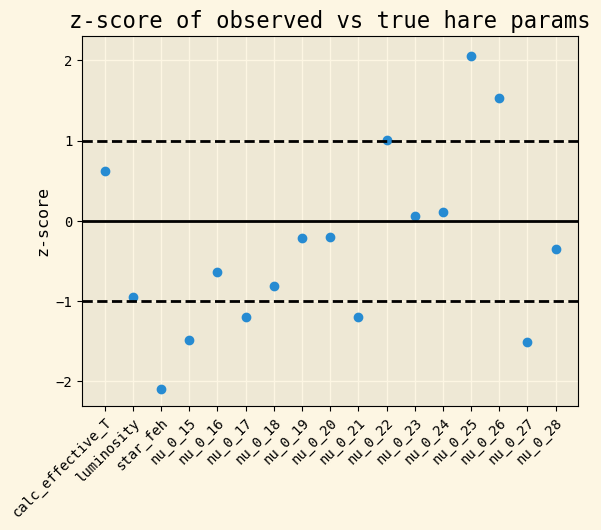 z-score of observed vs true hare params
z-score
2
1
0
−1
−2
calc_effective_T
luminosity
star_feh
nu_0_15
nu_0_16
nu_0_17
nu_0_18
nu_0_19
nu_0_20
nu_0_21
nu_0_22
nu_0_23
nu_0_24
nu_0_25
nu_0_26
nu_0_27
nu_0_28